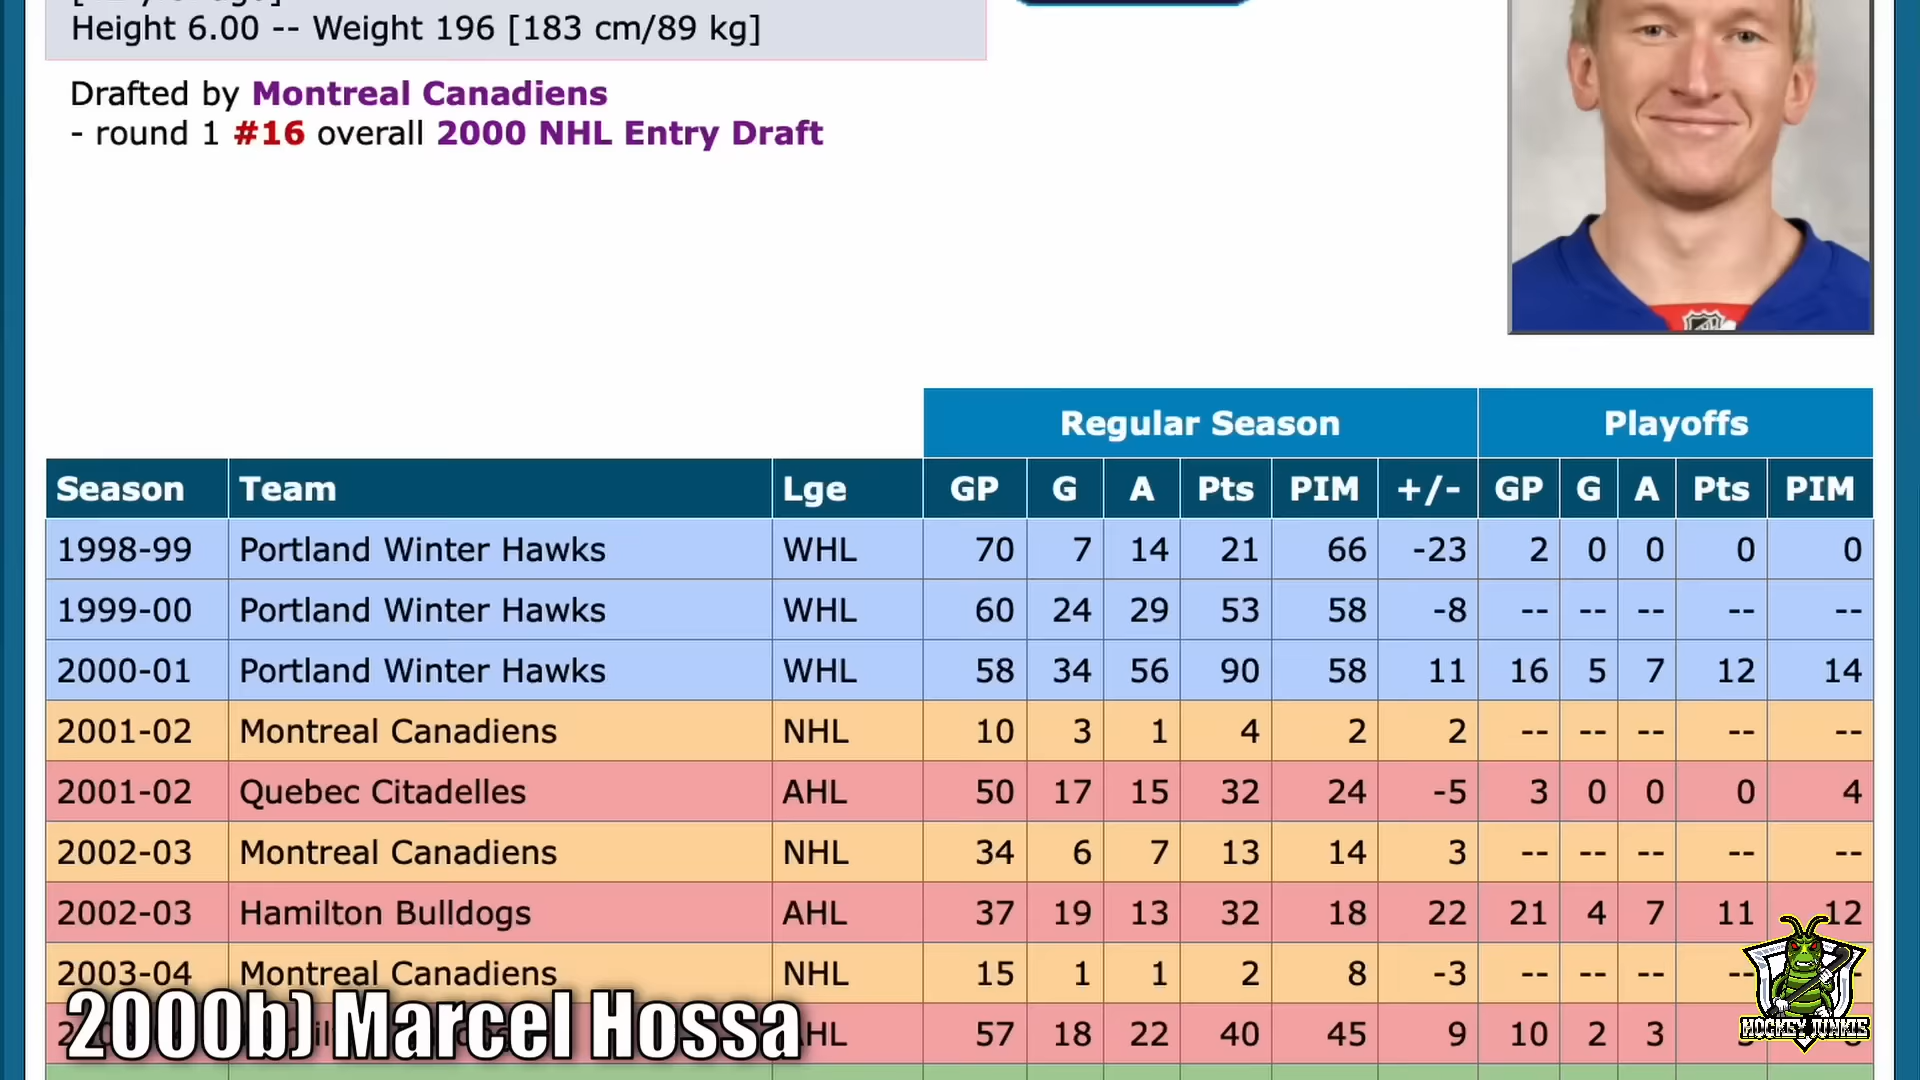 Height 6.00 -- Weight 196 [183 cm/89 kg]
Drafted by Montreal Canadiens
- round 1 #16 overall 2000 NHL Entry Draft
Regular Season Playoffs
Season Team Lge GP G A Pts PIM +/- GP G A Pts PIM
1998-99 Portland Winter Hawks WHL 70 7 14 21 66 -23 2 0 0 0 0
1999-00 Portland Winter Hawks WHL 60 24 29 53 58 -8 -- -- -- -- --
2000-01 Portland Winter Hawks WHL 58 34 56 90 58 11 16 5 7 12 14
2001-02 Montreal Canadiens NHL 10 3 1 4 2 2 -- -- -- -- --
2001-02 Quebec Citadelles AHL 50 17 15 32 24 -5 3 0 0 0 4
2002-03 Montreal Canadiens NHL 34 6 7 13 14 3 -- -- -- -- --
2002-03 Hamilton Bulldogs AHL 37 19 13 32 18 22 21 4 7 11 12
2003-04 Montreal Canadiens NHL 15 1 1 2 8 -3 -- -- -- --
57 18 22 40 45 9 10 2 3
2000b) Marcel Hossa
HOCKEY JUNKIE